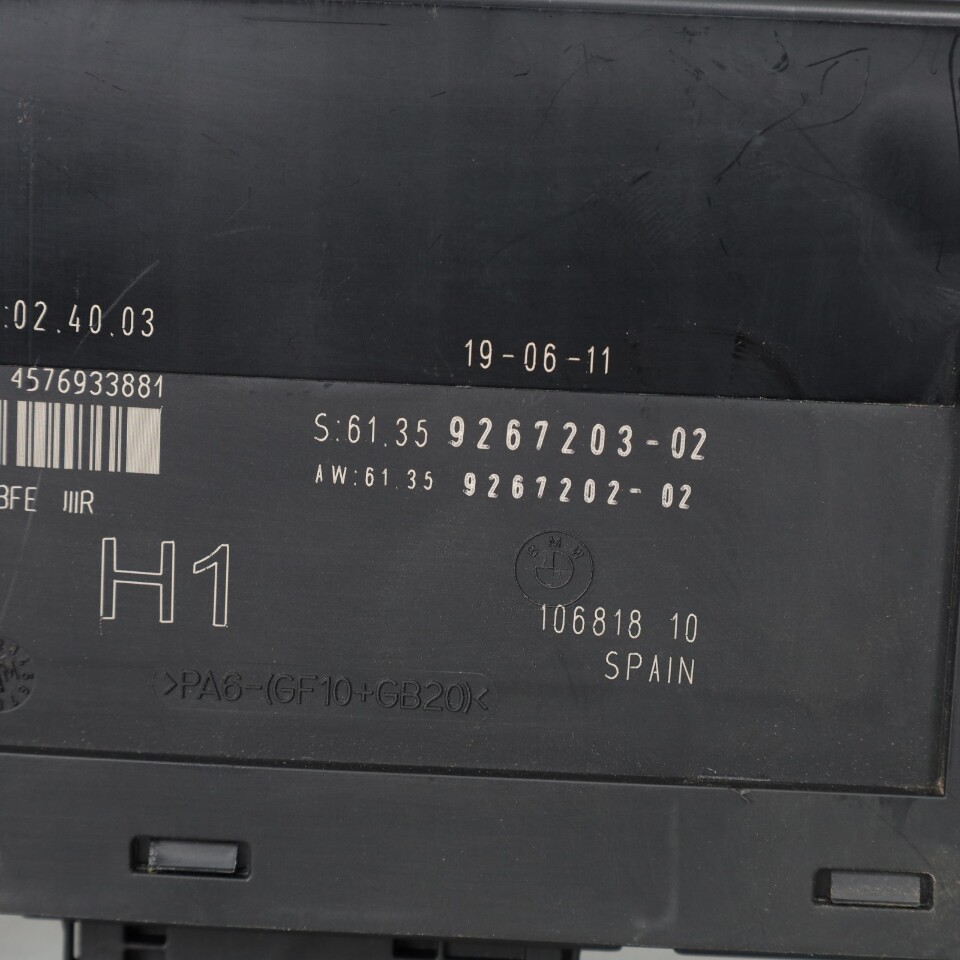 :02.40.03
19-06-11
4576933881
S:61.35 9267203-02
AW:61.35 9267202-02
3FE R
H1
BMW
106818 10
SPAIN
>PA6-(GF10+GB20)<